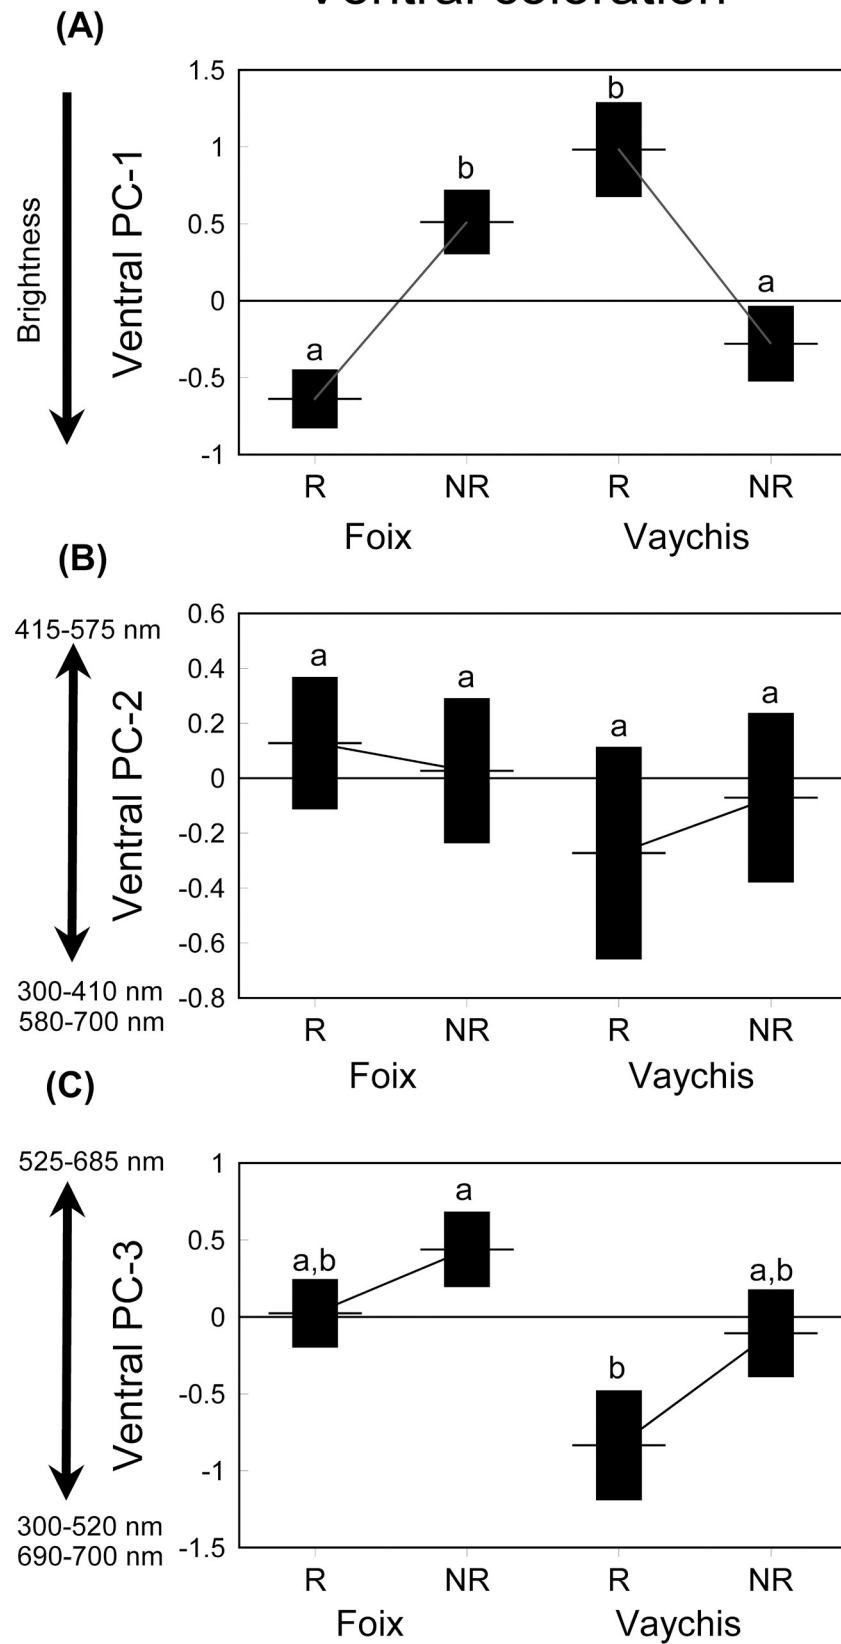 Ventral coloration
(A)
Brightness
Ventral PC-1
1.5
1
0.5
0
-0.5
-1
a
b
b
a
R NR R NR
Foix Vaychis
(B)
415-575 nm
Ventral PC-2
300-410 nm
580-700 nm
0.6
0.4
0.2
0
-0.2
-0.4
-0.6
-0.8
a
a
a
a
R NR R NR
Foix Vaychis
(C)
525-685 nm
Ventral PC-3
300-520 nm
690-700 nm
1
0.5
0
-0.5
-1
-1.5
a,b
a
b
a,b
R NR R NR
Foix Vaychis